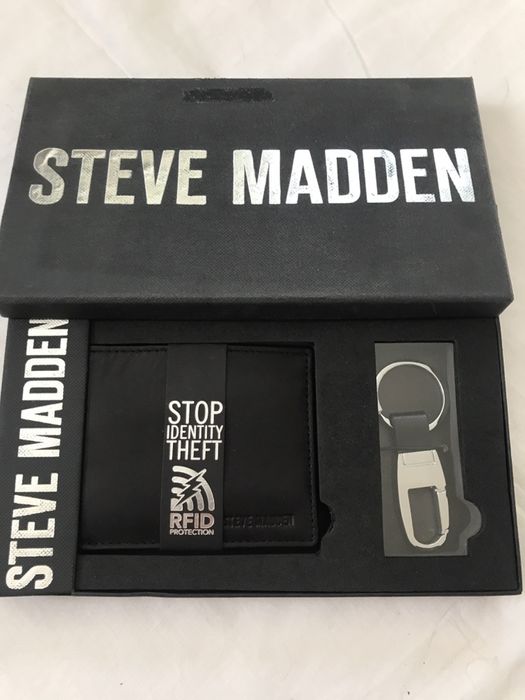 STEVE MADDEN
STEVE MADDEN
STOP
IDENTITY
THEFT
RFID
PROTECTION
STEVE MADDEN